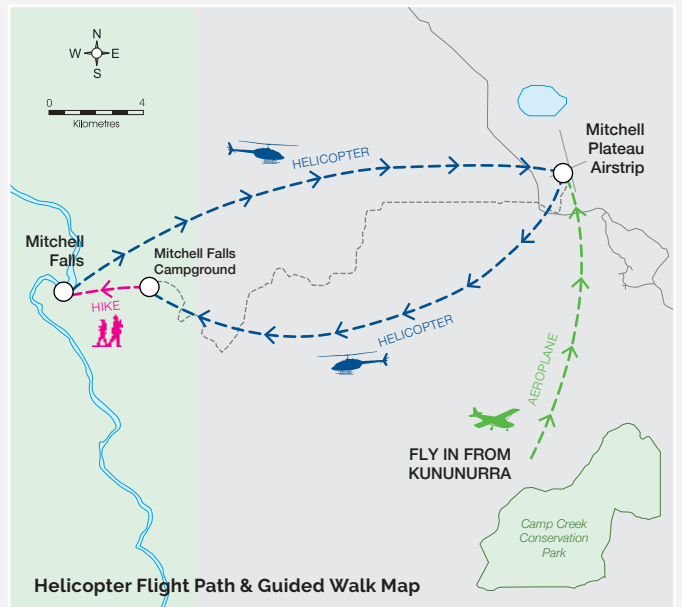 N
W E
S
0 4
Kilometres
HELICOPTER
Mitchell
Plateau
Airstrip
Mitchell
Falls
Mitchell Falls
Campground
HIKE
HELICOPTER
AEROPLANE
FLY IN FROM
KUNUNURRA
Camp Creek
Conservation
Park
Helicopter Flight Path & Guided Walk Map